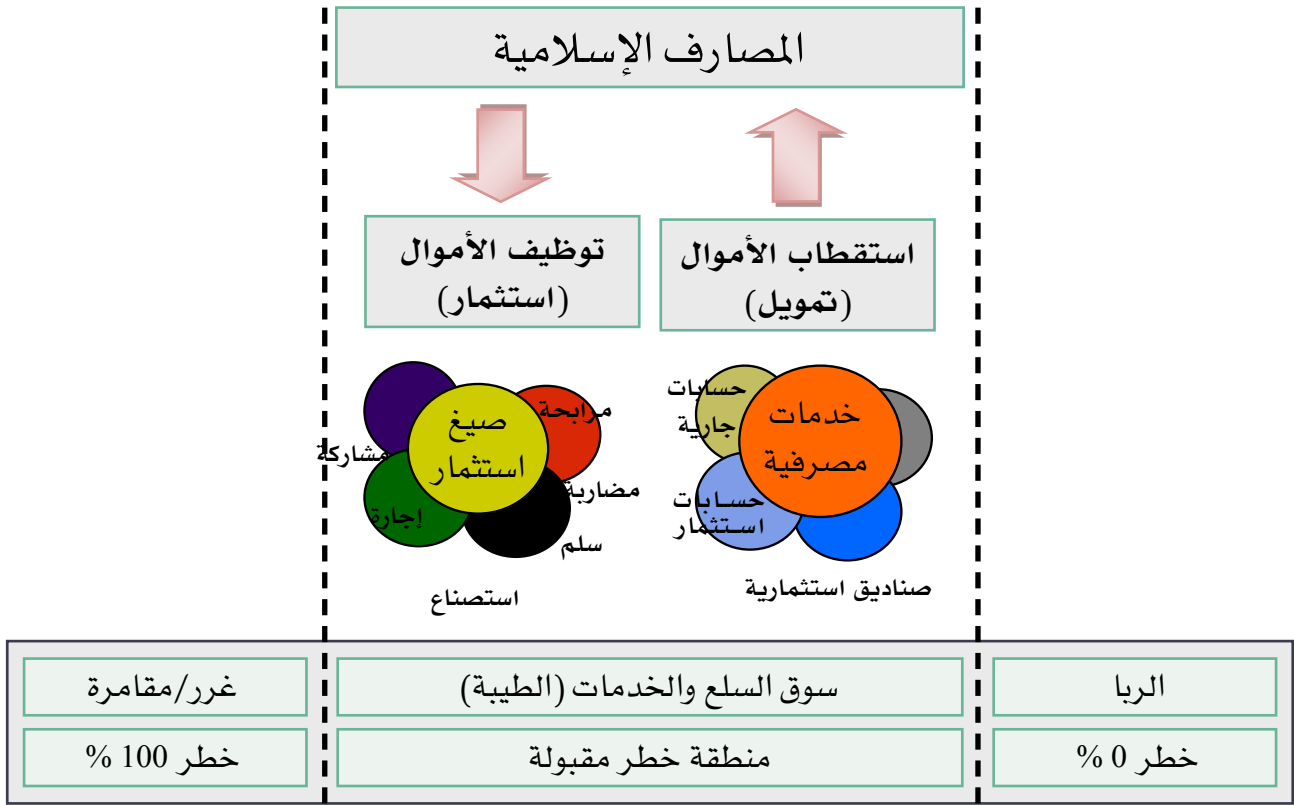 المصارف الإسلامية
استقطاب الأموال
(تمويل)
توظيف الأموال
(استثمار)
حسابات
جارية
خدمات
مصرفية
حسابات
استثمار
صناديق استثمارية
مرابحة
صيغ
استثمار
مشاركة
مضاربة
إجارة
سلم
استصناع
الربا
سوق السلع والخدمات (الطيبة)
غرر/مقامرة
خطر 0 %
منطقة خطر مقبولة
خطر 100 %